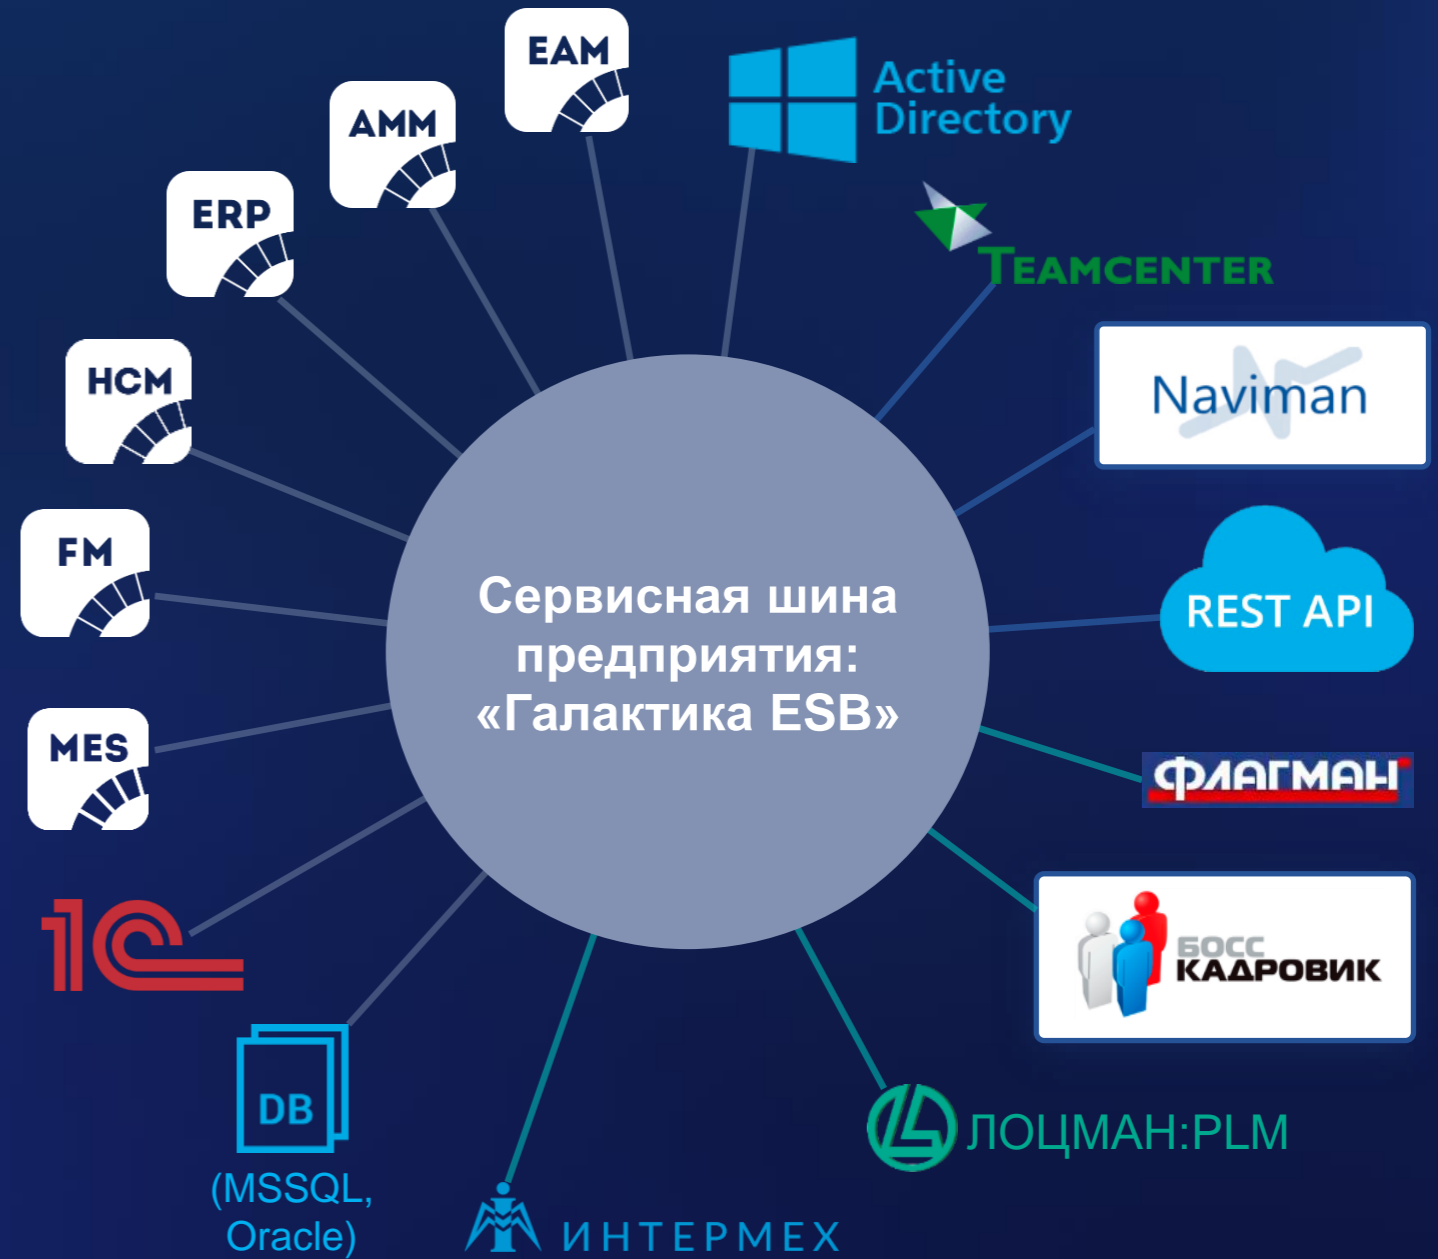 EAM
Active
Directory
AMM
ERP
TEAMCENTER
HCM
Naviman
FM
REST API
Сервисная шина
предприятия:
«Галактика ESB»
MES
ФЛАГМАН
1С
БОСС
КАДРОВИК
DB
(MSSQL,
Oracle)
ЛОЦМАН:PLM
ИНТЕРМЕХ